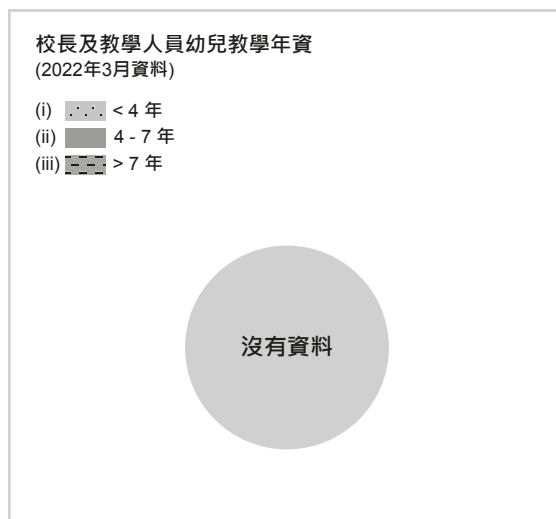 校長及教學人員幼兒教學年資
(2022年3月資料)
(i) < 4 年
(ii) 4 - 7 年
(iii) > 7 年
沒有資料